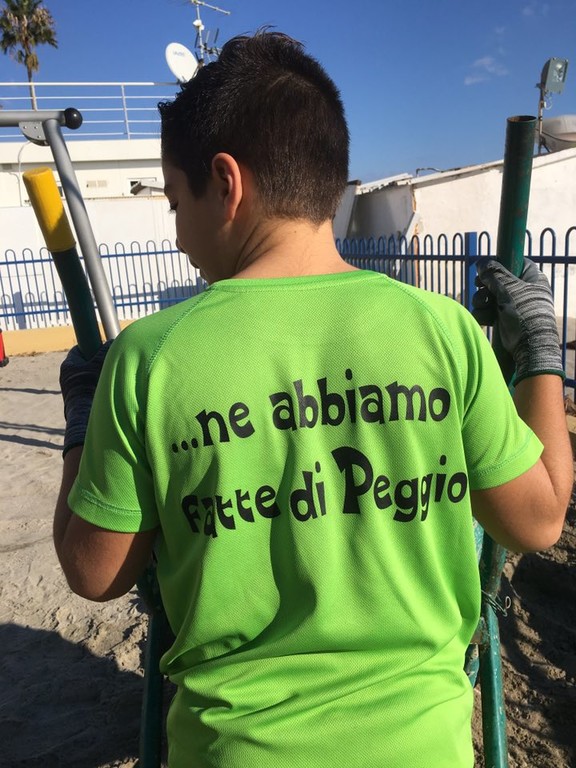 ...ne abbiamo
Fatte di Peggio